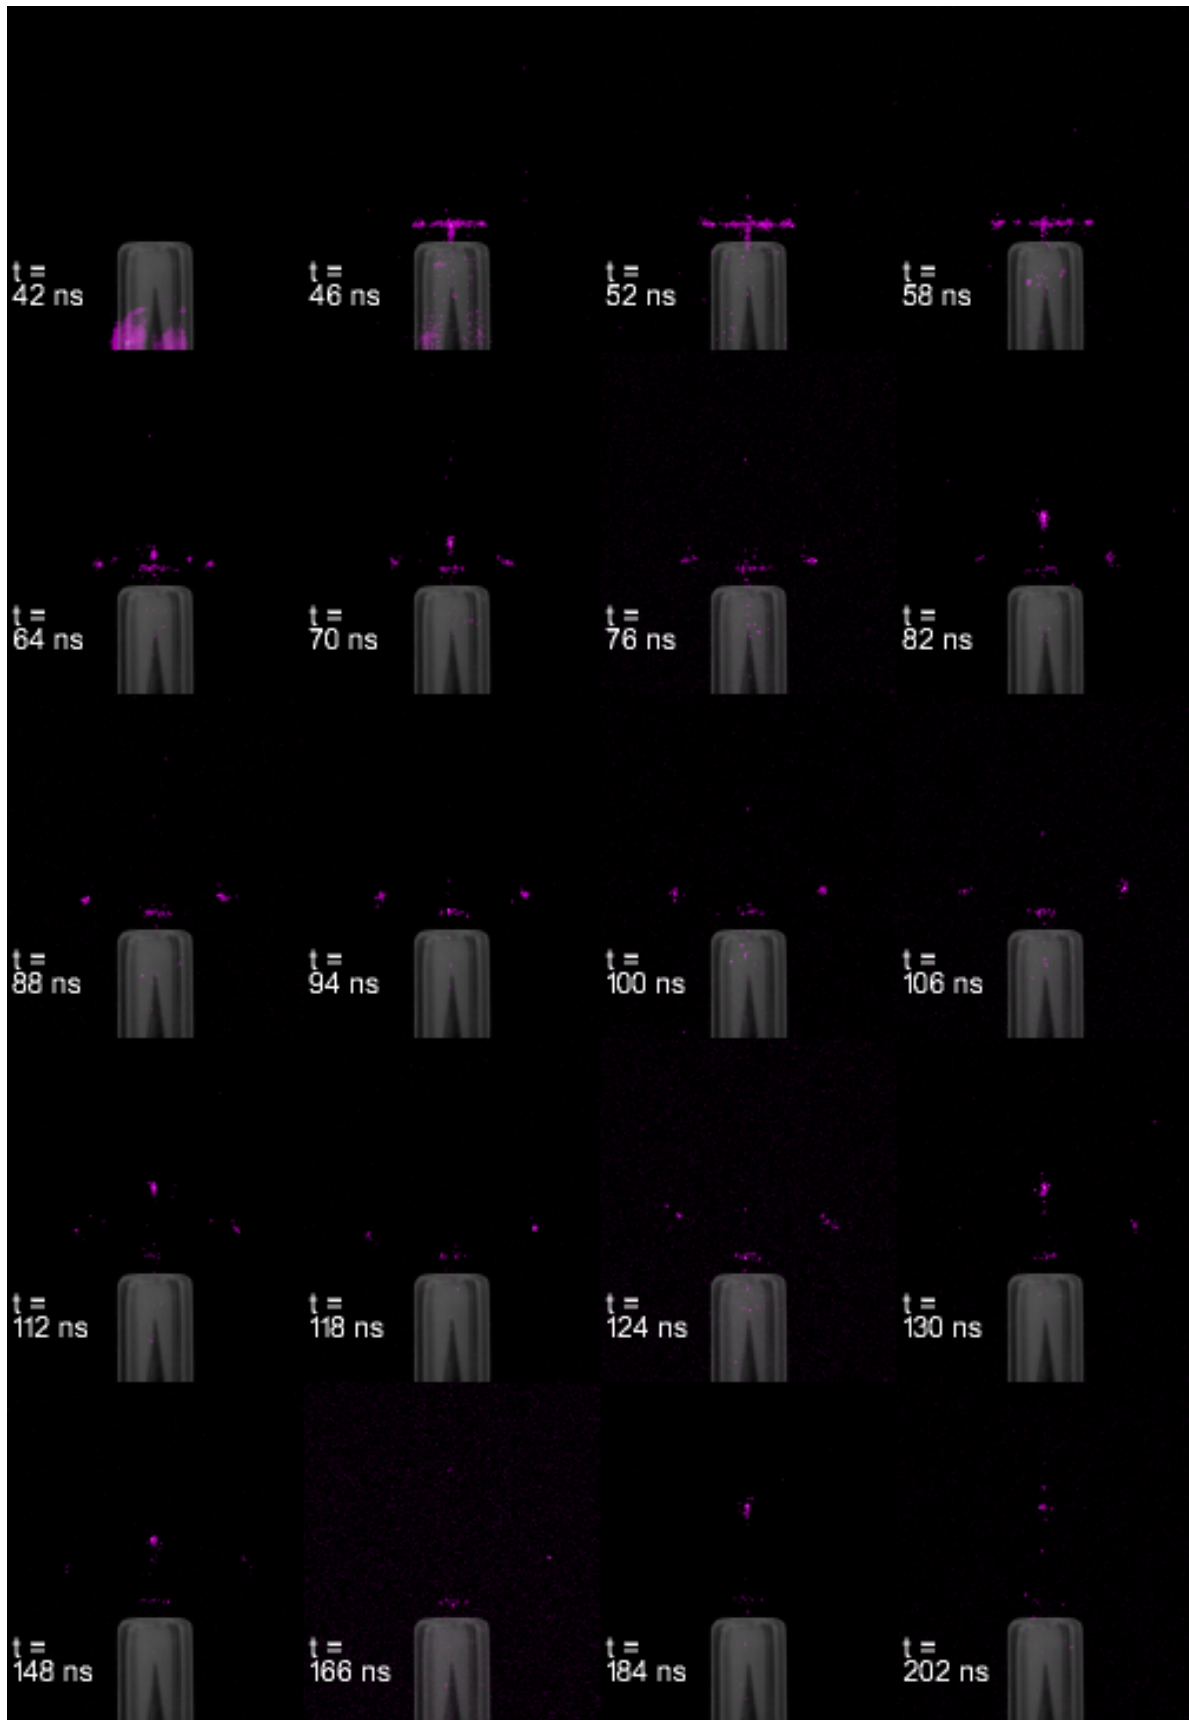 t =
42 ns
t =
46 ns
t =
52 ns
t =
58 ns
t =
64 ns
t =
70 ns
t =
76 ns
t =
82 ns
t =
88 ns
t =
94 ns
t =
100 ns
t =
106 ns
t =
112 ns
t =
118 ns
t =
124 ns
t =
130 ns
t =
148 ns
t =
166 ns
t =
184 ns
t =
202 ns